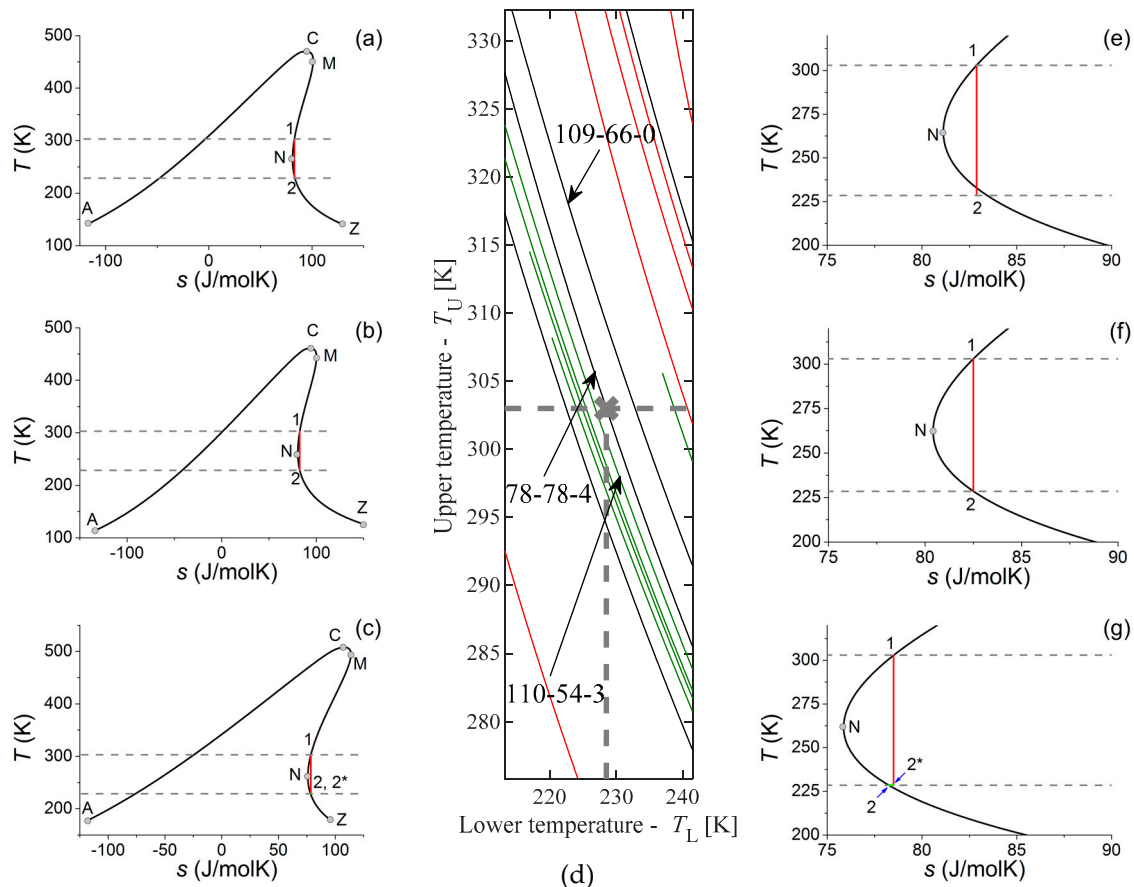 (a)
T (K)
500
400
300
200
100
C
M
1
N
2
A
Z
-100
0
100
s (J/molK)
(b)
T (K)
500
400
300
200
100
C
M
1
N
2
A
Z
-100
0
100
s (J/molK)
(c)
T (K)
500
400
300
200
100
C
M
1
N
2, 2*
A
Z
-100
-50
0
50
100
s (J/molK)
Upper temperature - T_U [K]
330
325
320
315
310
305
300
295
290
285
280
109-66-0
78-78-4
110-54-3
220
230
240
Lower temperature - T_L [K]
(d)
(e)
T (K)
300
275
250
225
200
1
N
2
75
80
85
90
s (J/molK)
(f)
T (K)
300
275
250
225
200
1
N
2
75
80
85
90
s (J/molK)
(g)
T (K)
300
275
250
225
200
1
N
2*
2
75
80
85
90
s (J/molK)